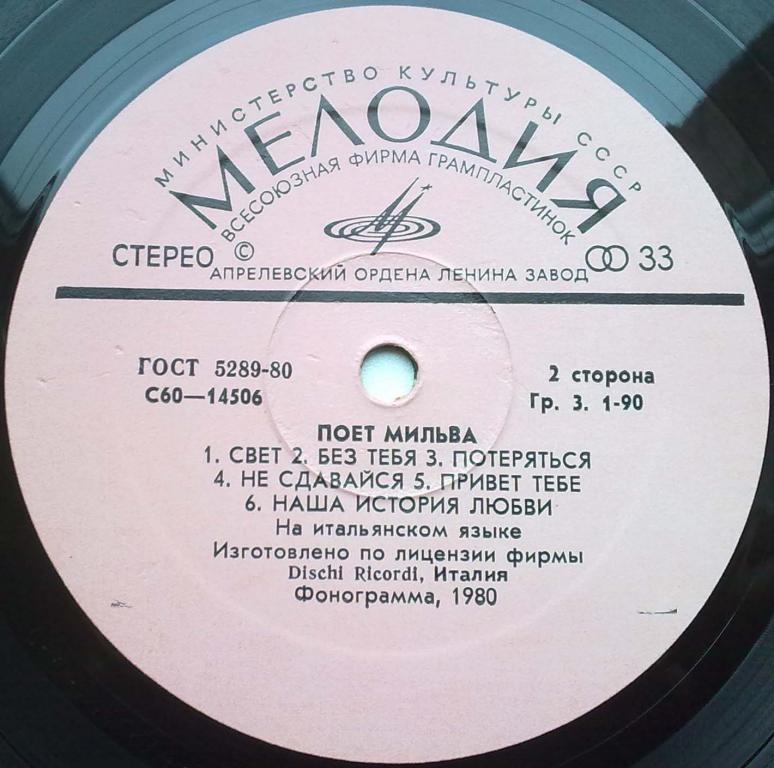 МИНИСТЕРСТВО КУЛЬТУРЫ СССР
МЕЛОДИЯ
ВСЕСОЮЗНАЯ ФИРМА ГРАМПЛАСТИНОК
СТЕРЕО © 33
АПРЕЛЕВСКИЙ ОРДЕНА ЛЕНИНА ЗАВОД
ГОСТ 5289-80
С60—14506
2 сторона
Гр. 3. 1-90
ПОЕТ МИЛЬВА
1. СВЕТ 2. БЕЗ ТЕБЯ 3. ПОТЕРЯТЬСЯ
4. НЕ СДАВАЙСЯ 5. ПРИВЕТ ТЕБЕ
6. НАША ИСТОРИЯ ЛЮБВИ
На итальянском языке
Изготовлено по лицензии фирмы
Dischi Ricordi, Италия
Фонограмма, 1980